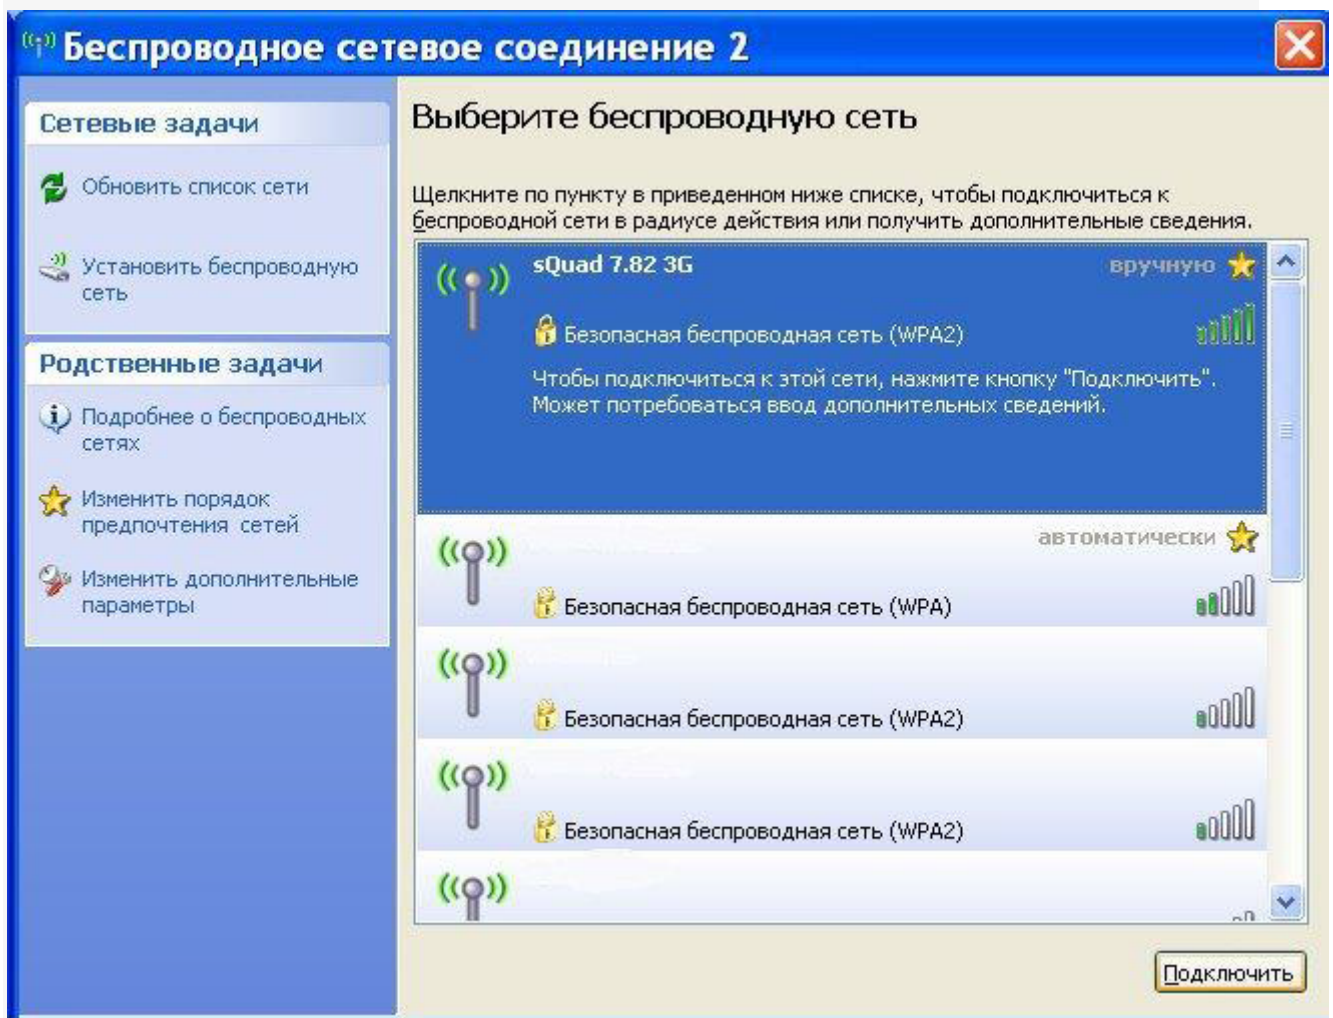 Беспроводное сетевое соединение 2
Сетевые задачи
Обновить список сети
Установить беспроводную
сеть
Родственные задачи
Подробнее о беспроводных
сетях
Изменить порядок
предпочтения сетей
Изменить дополнительные
параметры
Выберите беспроводную сеть
Щелкните по пункту в приведенном ниже списке, чтобы подключиться к
беспроводной сети в радиусе действия или получить дополнительные сведения.
sQuad 7.82 3G
вручную
Безопасная беспроводная сеть (WPA2)
Чтобы подключиться к этой сети, нажмите кнопку "Подключить".
Может потребоваться ввод дополнительных сведений.
автоматически
Безопасная беспроводная сеть (WPA)
Безопасная беспроводная сеть (WPA2)
Безопасная беспроводная сеть (WPA2)
Подключить